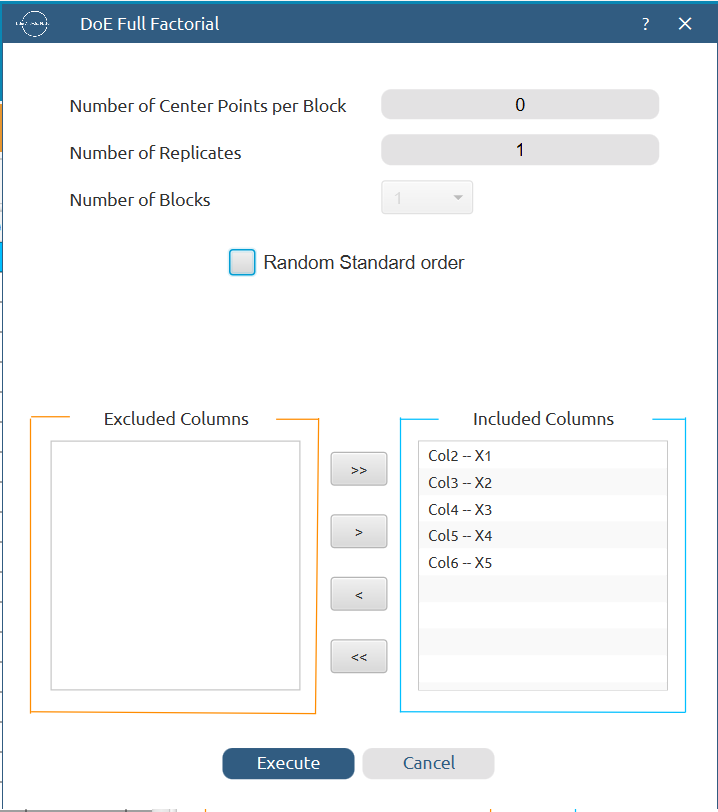 DoE Full Factorial ?
Number of Center Points per Block 0
Number of Replicates 1
Number of Blocks 1
Random Standard order
Excluded Columns Included Columns
Col2 -- X1
Col3 -- X2
Col4 -- X3
Col5 -- X4
Col6 -- X5
>>
>
<
<<
Execute Cancel